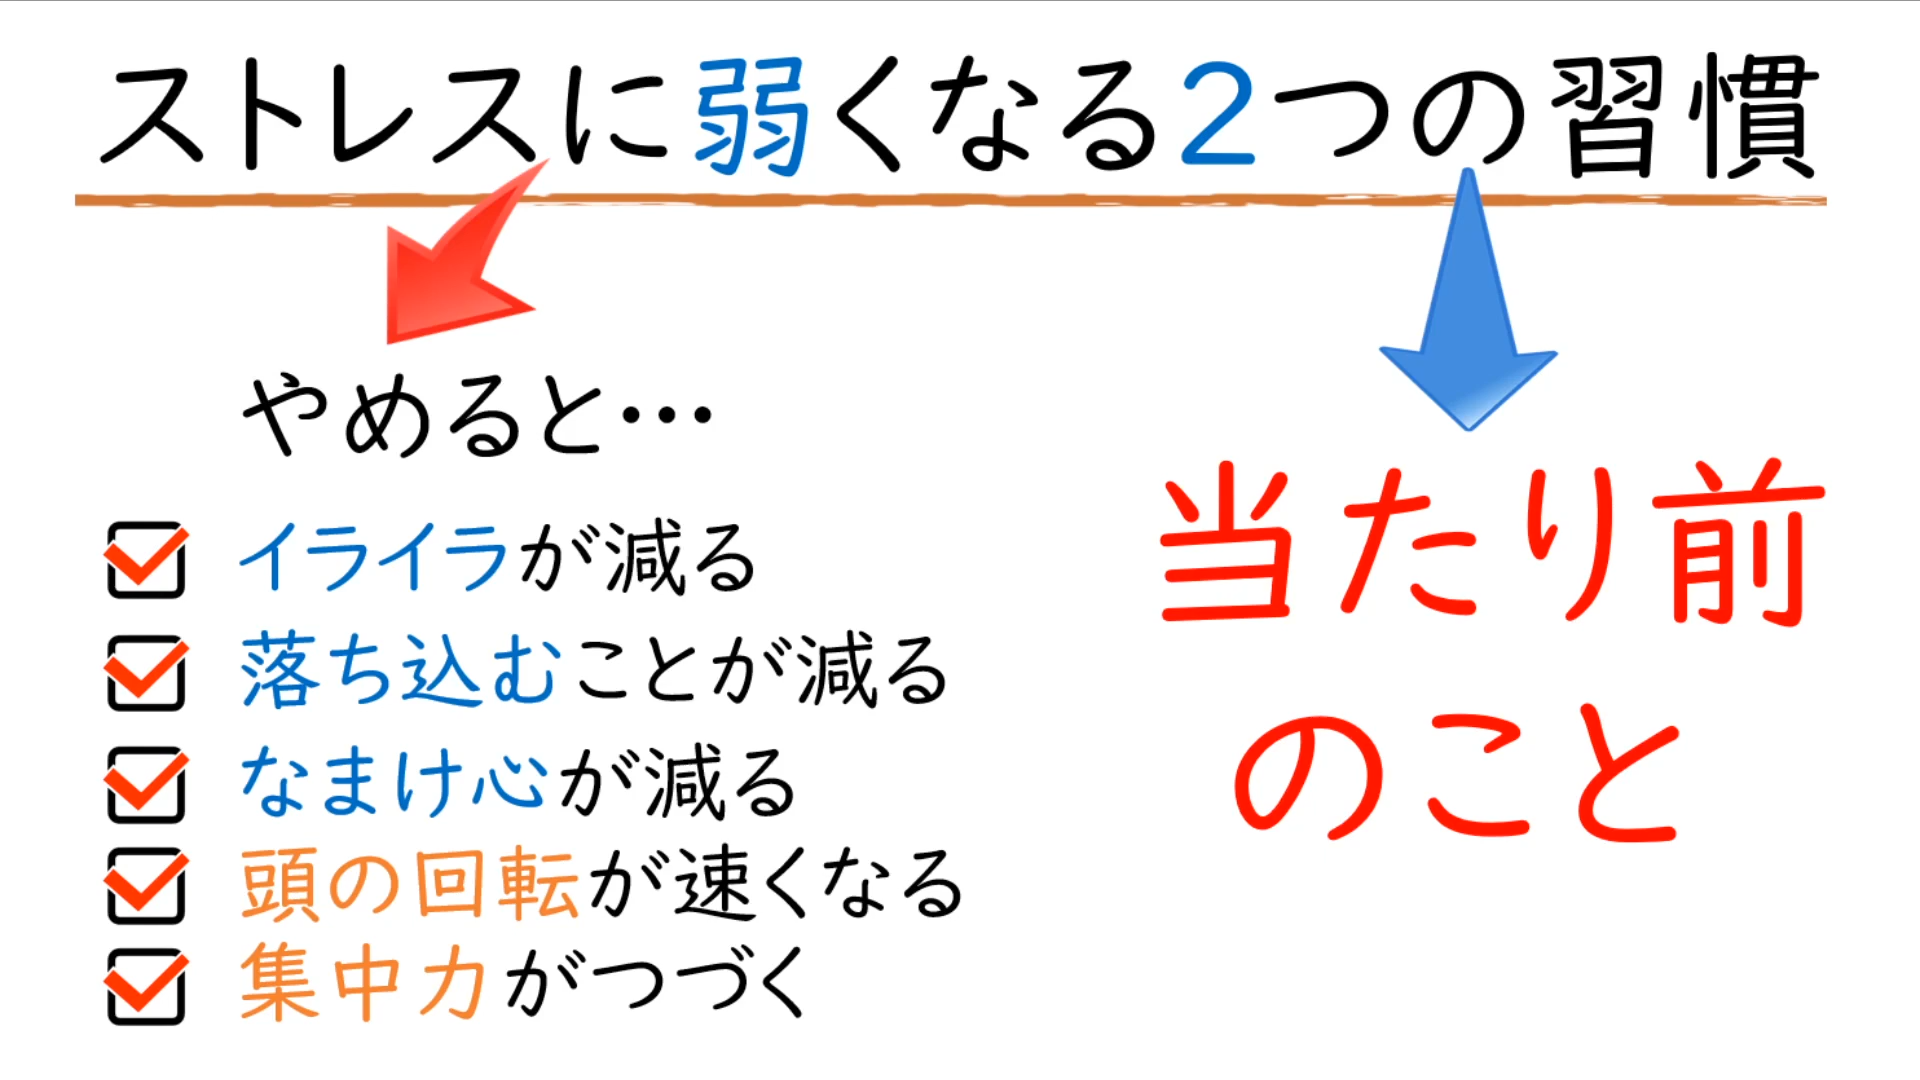 ストレスに弱くなる2つの習慣
やめると…
イライラが減る
落ち込むことが減る
なまけ心が減る
頭の回転が速くなる
集中力がつづく
当たり前
のこと